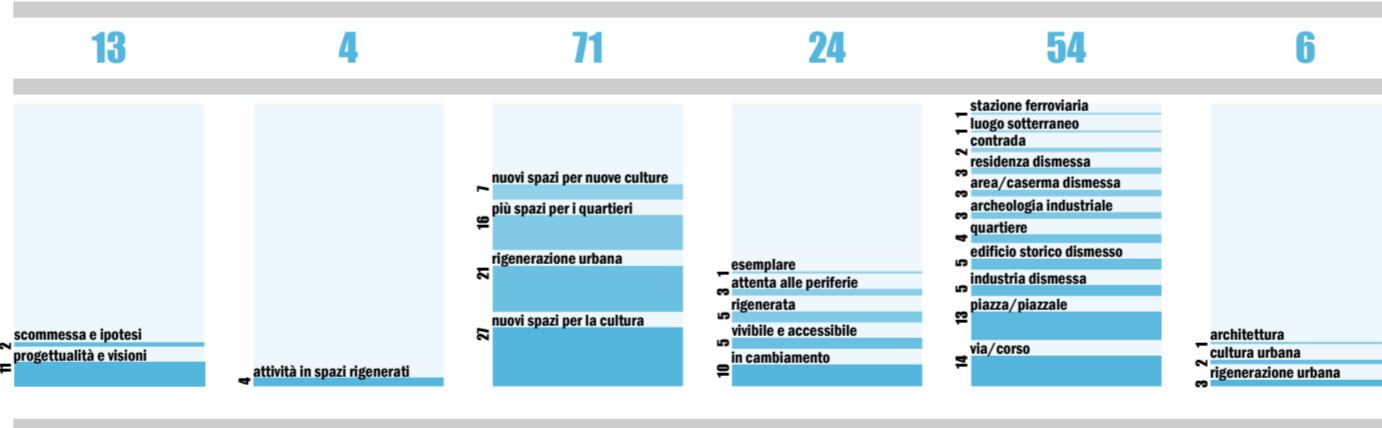 13
4
71
24
54
6
2 scommessa e ipotesi
11 progettualità e visioni
4 attività in spazi rigenerati
7 nuovi spazi per nuove culture
16 più spazi per i quartieri
21 rigenerazione urbana
27 nuovi spazi per la cultura
1 esemplare
3 attenta alle periferie
5 rigenerata
5 vivibile e accessibile
10 in cambiamento
1 stazione ferroviaria
1 luogo sotterraneo
2 contrada
3 residenza dismessa
3 area/caserma dismessa
3 archeologia industriale
4 quartiere
5 edificio storico dismesso
5 industria dismessa
13 piazza/piazzale
14 via/corso
1 architettura
2 cultura urbana
3 rigenerazione urbana